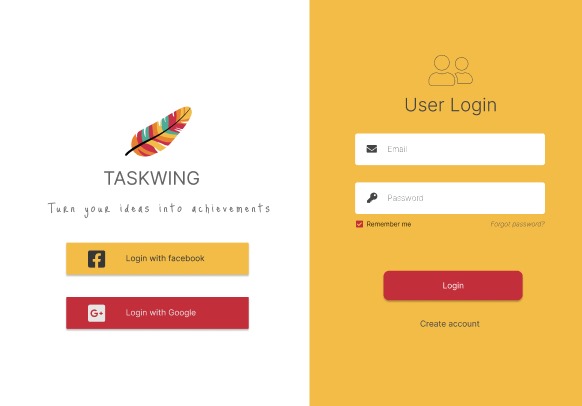 TASKWING
Turn your ideas into achievements
Login with facebook
Login with Google
User Login
Email
Password
Remember me
Forgot password?
Login
Create account